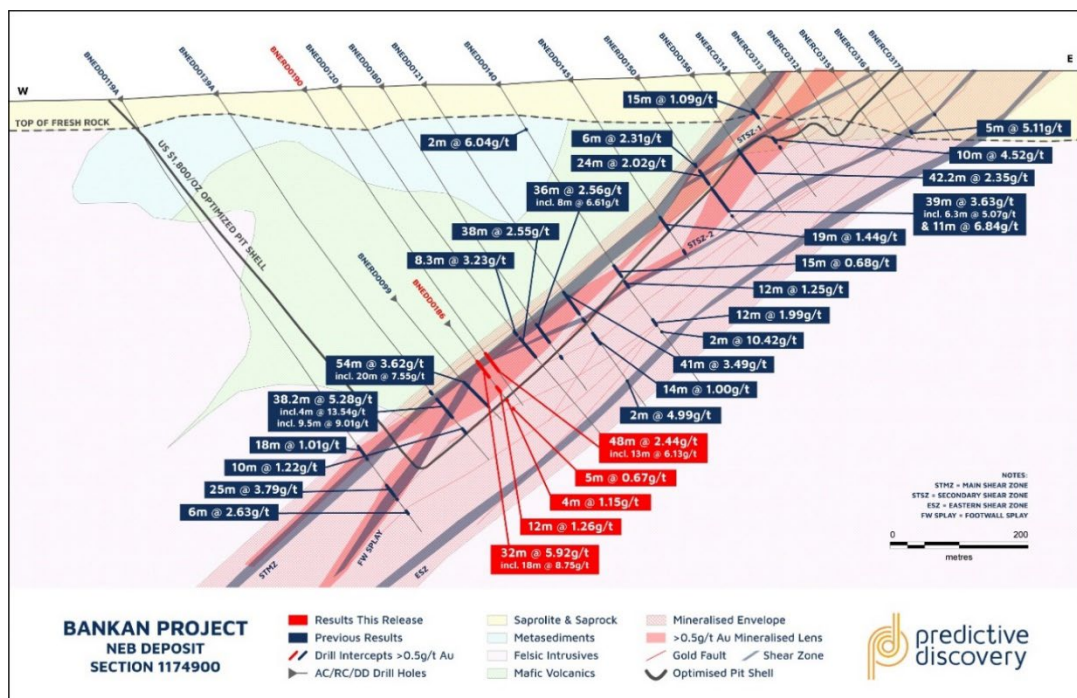 BNEDD0119A
BNEDD0139A
BNERD0190
BNEDD0120
BNEDD0180
BNEDD0121
BNEDD0140
BNEDD0145
BNERD0150
BNEDD0156
BNERC0314
BNERC0313
BNERC0312
BNERC0315
BNERC0316
BNERC0317
W
E
TOP OF FRESH ROCK
US $1,800/OZ OPTIMIZED PIT SHELL
15m @ 1.09g/t
2m @ 6.04g/t
6m @ 2.31g/t
STSZ-1
5m @ 5.11g/t
24m @ 2.02g/t
10m @ 4.52g/t
42.2m @ 2.35g/t
36m @ 2.56g/t
incl. 8m @ 6.61g/t
39m @ 3.63g/t
incl. 6.3m @ 5.07g/t
& 11m @ 6.84g/t
38m @ 2.55g/t
19m @ 1.44g/t
STSZ-2
8.3m @ 3.23g/t
15m @ 0.68g/t
BNERD0099
12m @ 1.25g/t
BNEDD0186
12m @ 1.99g/t
2m @ 10.42g/t
54m @ 3.62g/t
incl. 20m @ 7.55g/t
41m @ 3.49g/t
14m @ 1.00g/t
38.2m @ 5.28g/t
incl.4m @ 13.54g/t
incl. 9.5m @ 9.01g/t
2m @ 4.99g/t
18m @ 1.01g/t
48m @ 2.44g/t
incl. 13m @ 6.13g/t
10m @ 1.22g/t
5m @ 0.67g/t
25m @ 3.79g/t
4m @ 1.15g/t
6m @ 2.63g/t
12m @ 1.26g/t
32m @ 5.92g/t
incl. 18m @ 8.75g/t
STMZ
FW SPLAY
ESZ
NOTES:
STMZ = MAIN SHEAR ZONE
STSZ = SECONDARY SHEAR ZONE
ESZ = EASTERN SHEAR ZONE
FW SPLAY = FOOTWALL SPLAY
0
200
metres
BANKAN PROJECT
NEB DEPOSIT
SECTION 1174900
Results This Release
Previous Results
Drill Intercepts >0.5g/t Au
AC/RC/DD Drill Holes
Saprolite & Saprock
Metasediments
Felsic Intrusives
Mafic Volcanics
Mineralised Envelope
>0.5g/t Au Mineralised Lens
Gold Fault
Shear Zone
Optimised Pit Shell
predictive
discovery